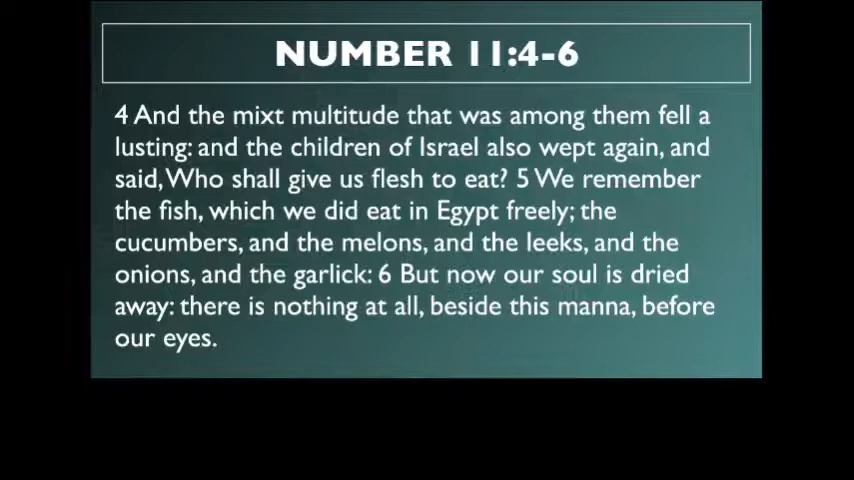 NUMBER 11:4-6
4 And the mixt multitude that was among them fell a
lusting: and the children of Israel also wept again, and
said, Who shall give us flesh to eat? 5 We remember
the fish, which we did eat in Egypt freely; the
cucumbers, and the melons, and the leeks, and the
onions, and the garlick: 6 But now our soul is dried
away: there is nothing at all, beside this manna, before
our eyes.